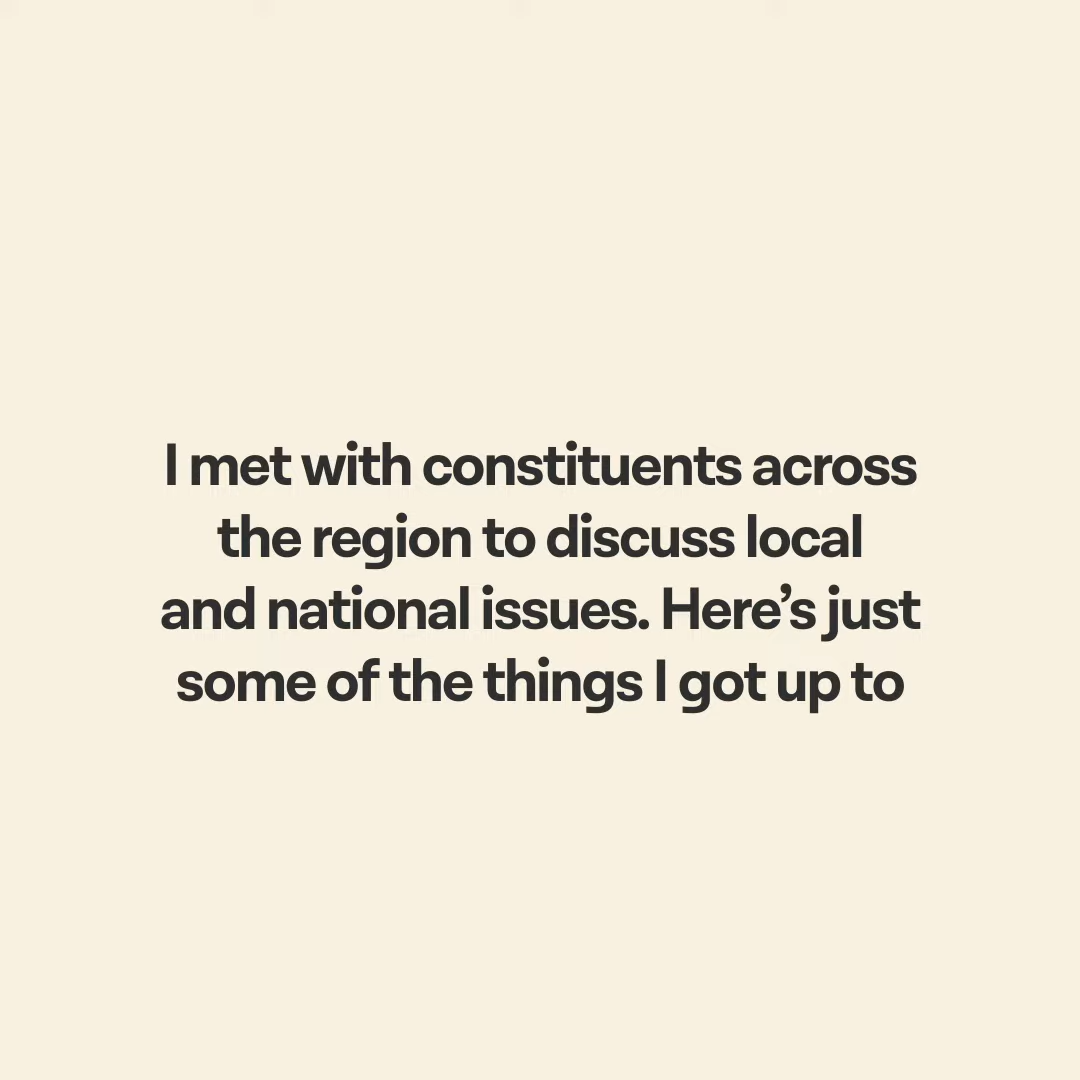 I met with constituents across
the region to discuss local
and national issues. Here’s just
some of the things I got up to